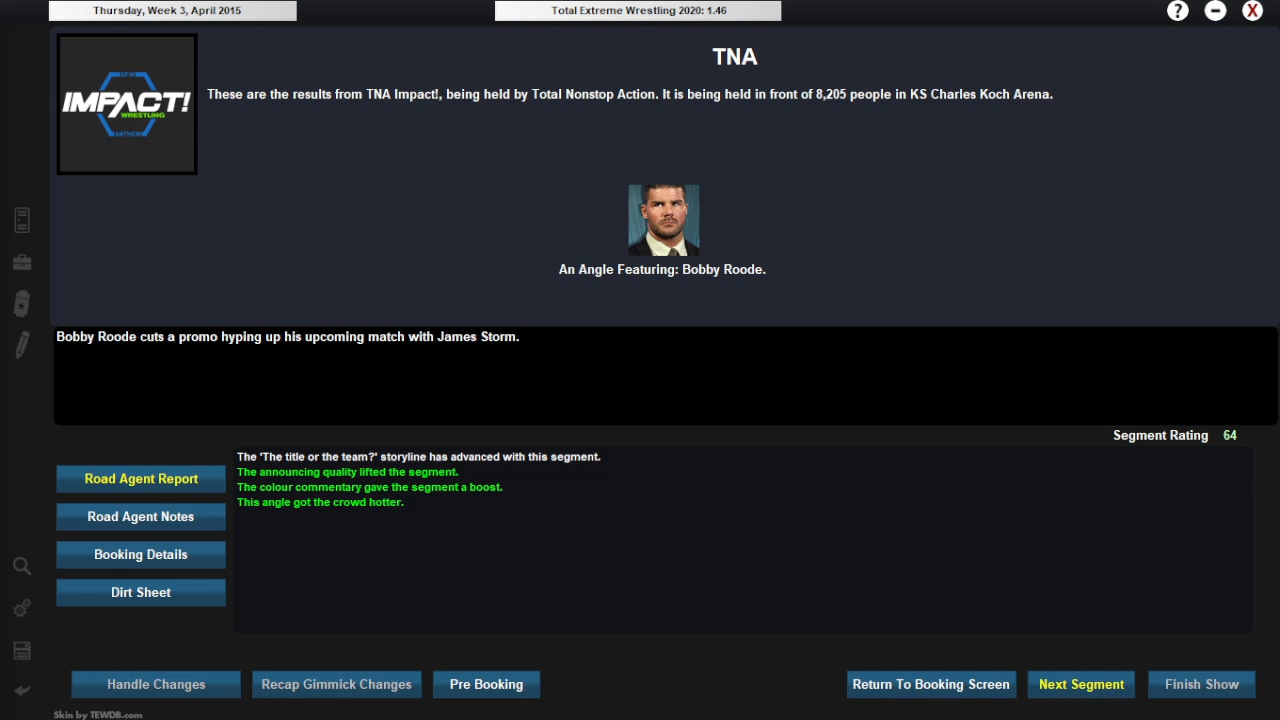 Thursday, Week 3, April 2015
Total Extreme Wrestling 2020: 1.46
?
X
TNA
GFW
IMPACT!
WRESTLING
ANTHEM
These are the results from TNA Impact!, being held by Total Nonstop Action. It is being held in front of 8,205 people in KS Charles Koch Arena.
An Angle Featuring: Bobby Roode.
Bobby Roode cuts a promo hyping up his upcoming match with James Storm.
Segment Rating 64
The 'The title or the team?' storyline has advanced with this segment.
The announcing quality lifted the segment.
The colour commentary gave the segment a boost.
This angle got the crowd hotter.
Road Agent Report
Road Agent Notes
Booking Details
Dirt Sheet
Handle Changes
Recap Gimmick Changes
Pre Booking
Return To Booking Screen
Next Segment
Finish Show
Skin by TEWDB.com